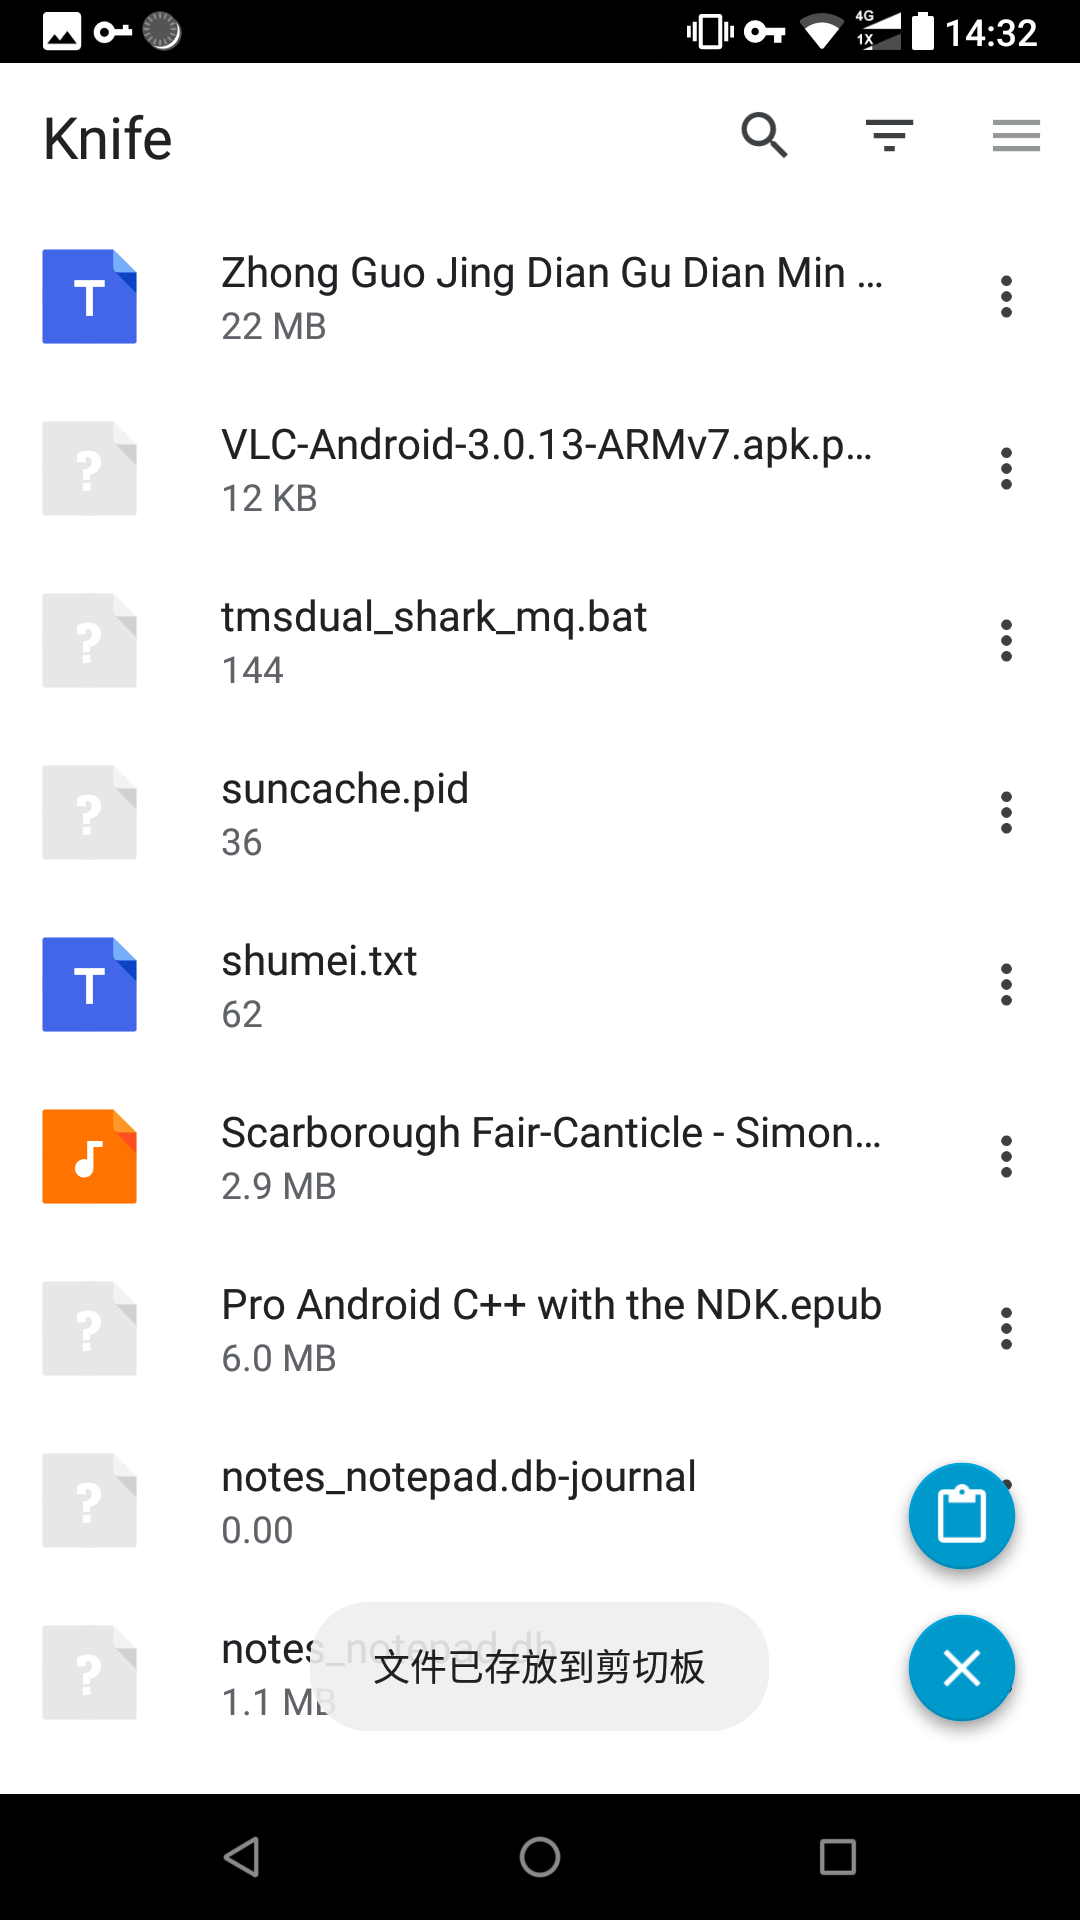 4G
1X
14:32
Knife
Zhong Guo Jing Dian Gu Dian Min ...
22 MB
VLC-Android-3.0.13-ARMv7.apk.p...
12 KB
tmsdual_shark_mq.bat
144
suncache.pid
36
shumei.txt
62
Scarborough Fair-Canticle - Simon...
2.9 MB
Pro Android C++ with the NDK.epub
6.0 MB
notes_notepad.db-journal
0.00
notes_notepad.db
文件已存放到剪切板
1.1 MB